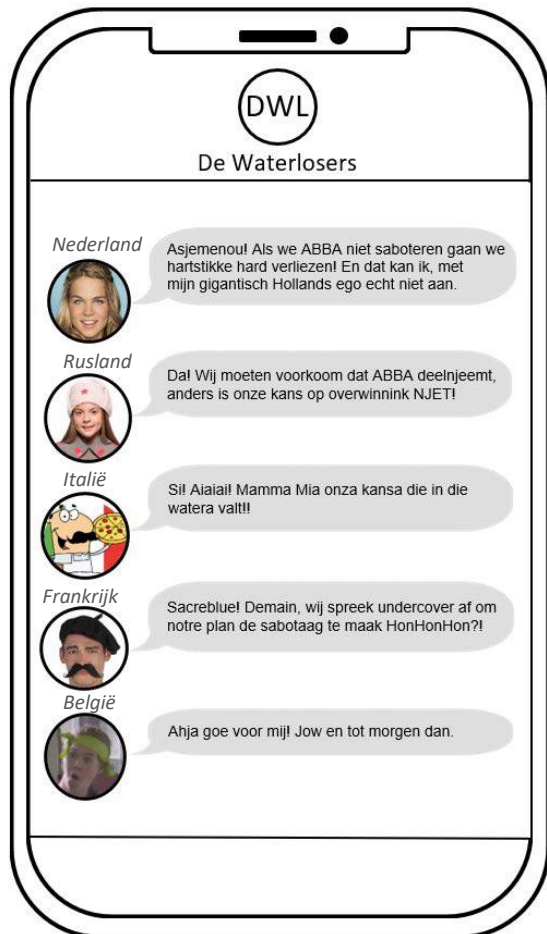 DWL
De Waterlosers
Nederland
Asjemenou! Als we ABBA niet saboteren gaan we
hartstikke hard verliezen! En dat kan ik, met
mijn gigantisch Hollands ego echt niet aan.
Rusland
Da! Wij moeten voorkoom dat ABBA deelnjeemt,
anders is onze kans op overwinnink NJET!
Italië
Si! Aiaiai! Mamma Mia onza kansa die in die
watera valt!!
Frankrijk
Sacreblue! Demain, wij spreek undercover af om
notre plan de sabotaag te maak HonHonHon?!
België
Ahja goe voor mij! Jow en tot morgen dan.